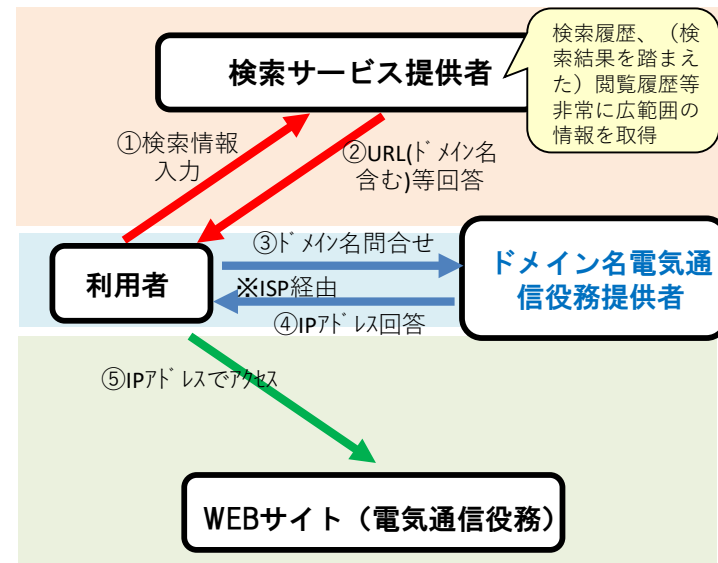 検索サービス提供者
検索履歴、（検
索結果を踏まえ
た）閲覧履歴等
非常に広範囲の
情報を取得
①検索情報
入力
②URL(ﾄﾞﾒｲﾝ名
含む)等回答
③ﾄﾞﾒｲﾝ名問合せ
利用者
※ISP経由
ドメイン名電気通
信役務提供者
④IPｱﾄﾞﾚｽ回答
⑤IPｱﾄﾞﾚｽでｱｸｾｽ
WEBサイト（電気通信役務）